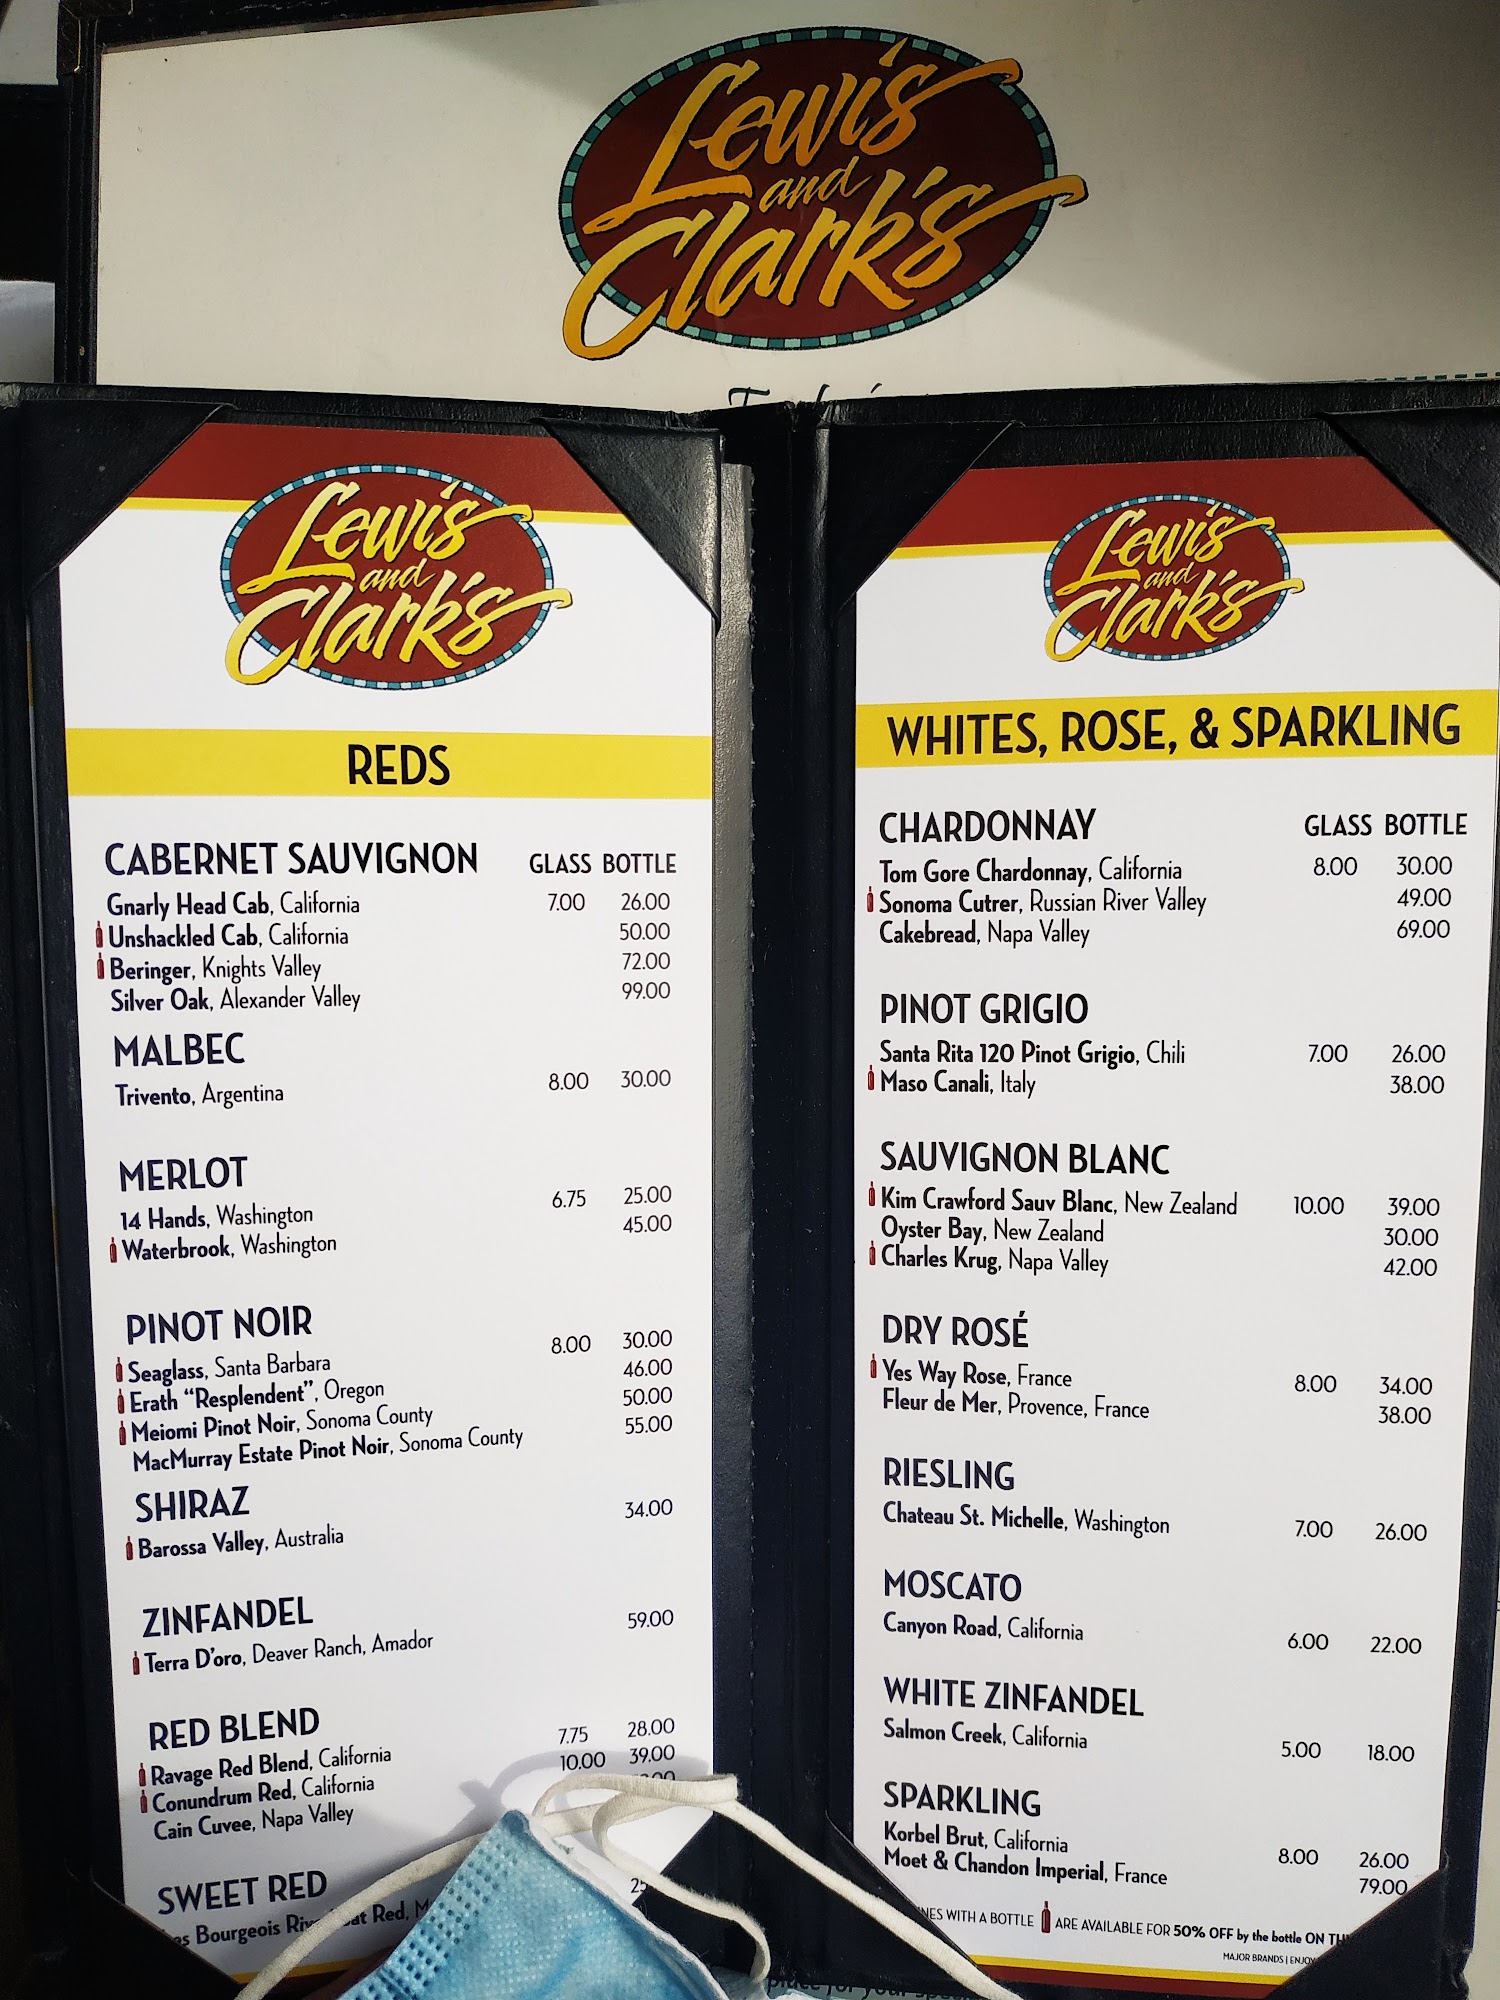 Lewis
and
Clark's
Lewis
and
Clark's
REDS
CABERNET SAUVIGNON GLASS BOTTLE
Gnarly Head Cab, California 7.00 26.00
Unshackled Cab, California 50.00
Beringer, Knights Valley 72.00
Silver Oak, Alexander Valley 99.00
MALBEC
Trivento, Argentina 8.00 30.00
MERLOT
14 Hands, Washington 6.75 25.00
Waterbrook, Washington 45.00
PINOT NOIR
Seaglass, Santa Barbara 8.00 30.00
Erath “Resplendent”, Oregon 46.00
Meiomi Pinot Noir, Sonoma County 50.00
MacMurray Estate Pinot Noir, Sonoma County 55.00
SHIRAZ
Barossa Valley, Australia 34.00
ZINFANDEL
Terra D'oro, Deaver Ranch, Amador 59.00
RED BLEND
Ravage Red Blend, California 7.75 28.00
Conundrum Red, California 10.00 39.00
Cain Cuvee, Napa Valley
SWEET RED
Bourgeois Red,
Lewis
and
Clark's
WHITES, ROSE, & SPARKLING
CHARDONNAY GLASS BOTTLE
Tom Gore Chardonnay, California 8.00 30.00
Sonoma Cutrer, Russian River Valley 49.00
Cakebread, Napa Valley 69.00
PINOT GRIGIO
Santa Rita 120 Pinot Grigio, Chili 7.00 26.00
Maso Canali, Italy 38.00
SAUVIGNON BLANC
Kim Crawford Sauv Blanc, New Zealand 10.00 39.00
Oyster Bay, New Zealand 30.00
Charles Krug, Napa Valley 42.00
DRY ROSÉ
Yes Way Rose, France 8.00 34.00
Fleur de Mer, Provence, France 38.00
RIESLING
Chateau St. Michelle, Washington 7.00 26.00
MOSCATO
Canyon Road, California 6.00 22.00
WHITE ZINFANDEL
Salmon Creek, California 5.00 18.00
SPARKLING
Korbel Brut, California 8.00 26.00
Moet & Chandon Imperial, France 79.00
WITH A BOTTLE ARE AVAILABLE FOR 50% OFF by the bottle ON
MAJOR BRANDS |
place for your